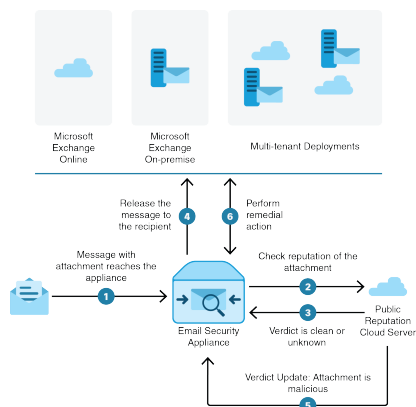 Microsoft
Exchange
Online
Microsoft
Exchange
On-premise
Multi-tenant Deployments
Release the
message to
the recipient
4
6
Perform
remedial
action
Message with
attachment reaches the
appliance
1
Check reputation of the
attachment
2
3
Verdict is clean or
unknown
Email Security
Appliance
Public
Reputation
Cloud Server
Verdict Update: Attachment is
malicious
5